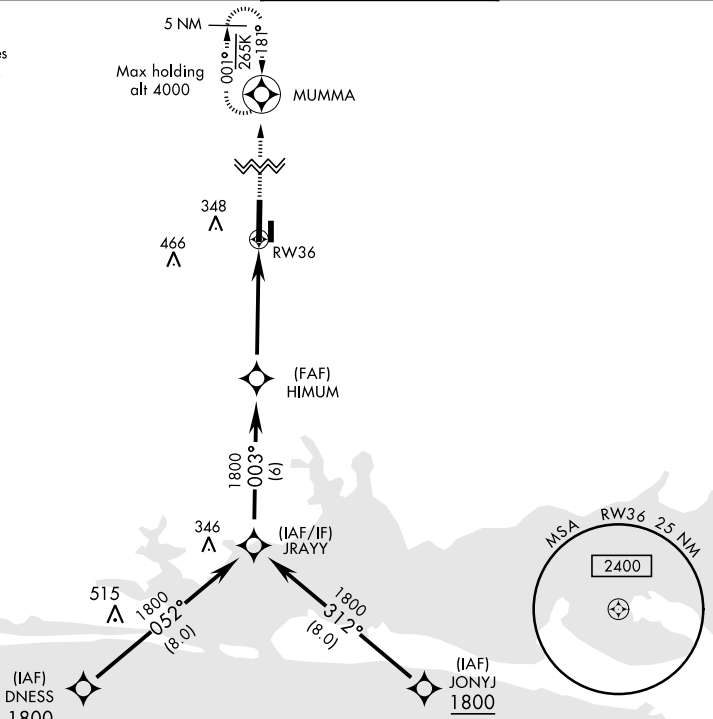 5 NM
001°
265K
181°
es
Max holding
alt 4000
MUMMA
348
466
RW36
(FAF)
HIMUM
1800
003°
(6)
346
(IAF/IF)
JRAYY
MSA RW36 25 NM
2400
515
1800
052°
(8.0)
1800
312°
(8.0)
(IAF)
DNESS
1800
(IAF)
JONYJ
1800